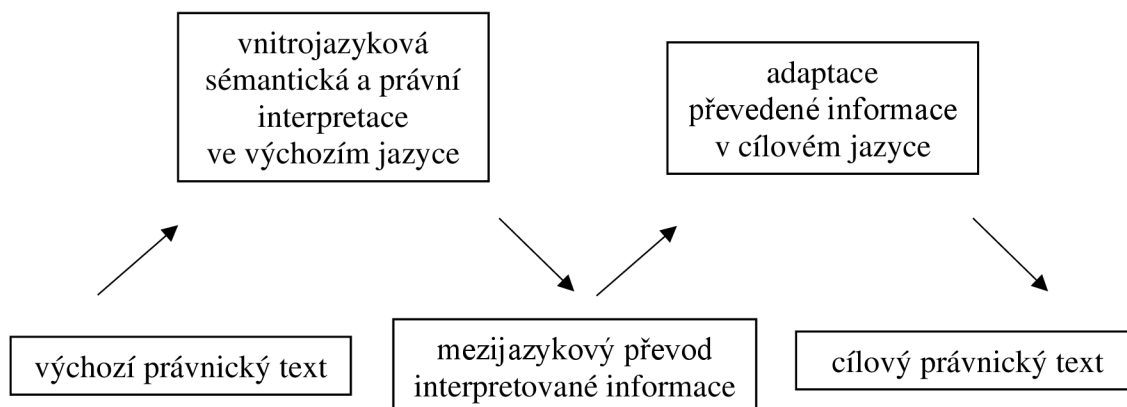 vnitrojazyková
sémantická a právní
interpretace
ve výchozím jazyce
adaptace
převedené informace
v cílovém jazyce
výchozí právnický text
mezijazykový převod
interpretované informace
cílový právnický text